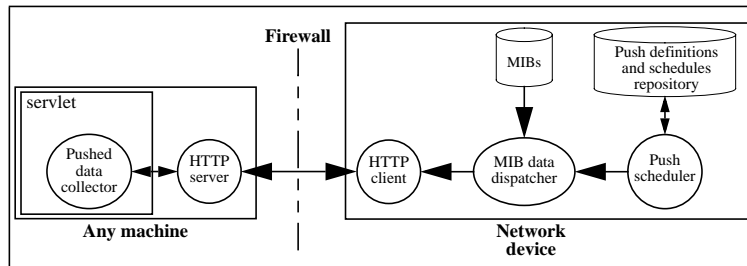 Firewall
MIBs
Push definitions
and schedules
repository
servlet
Pushed
data
collector
HTTP
server
HTTP
client
MIB data
dispatcher
Push
scheduler
Any machine
Network
device